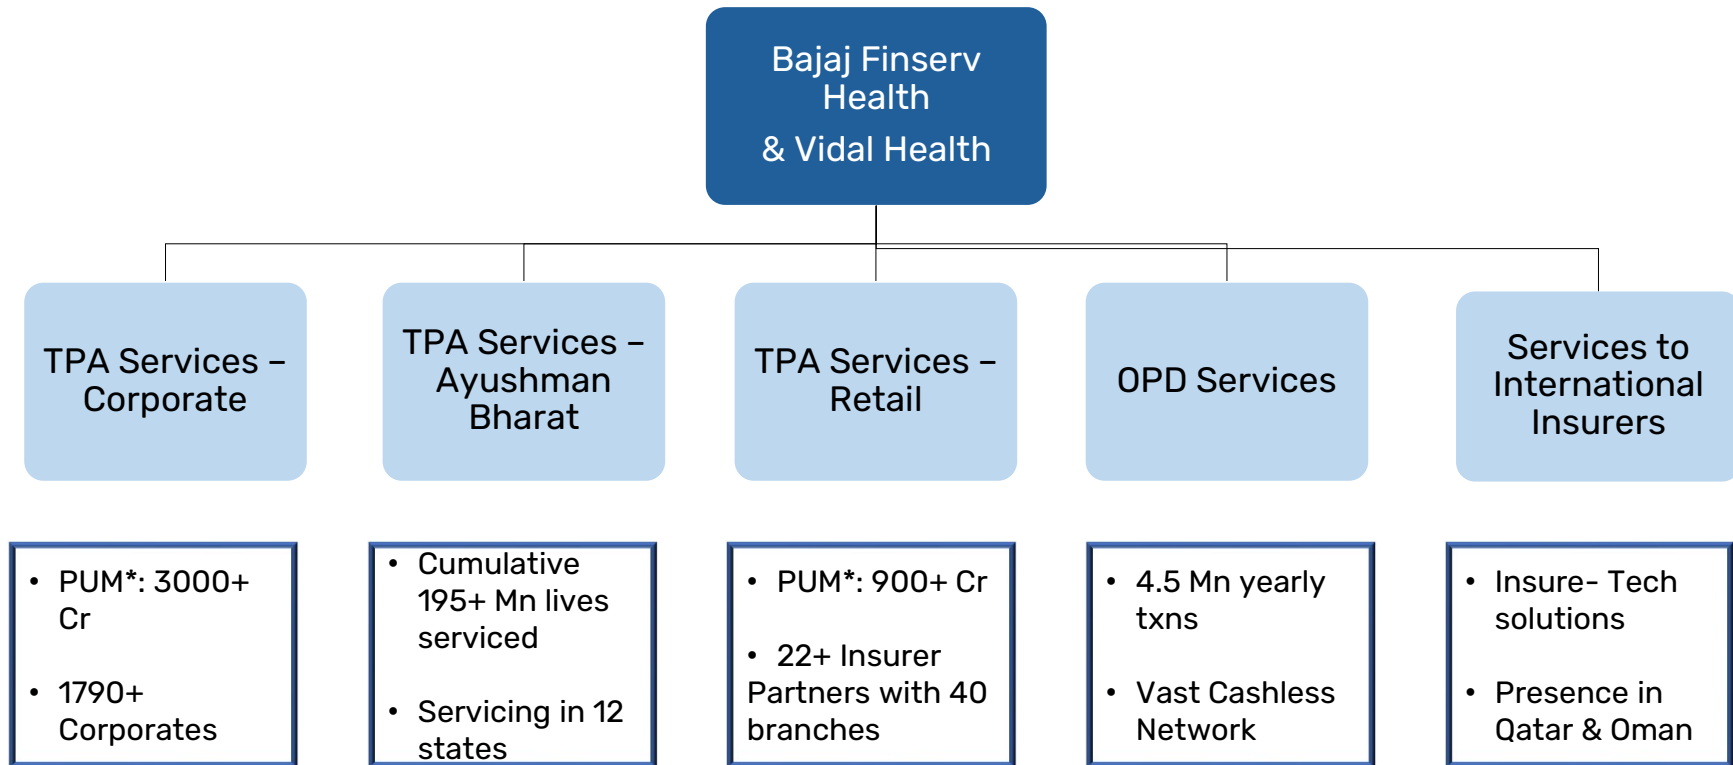 Bajaj Finserv
Health
& Vidal Health
TPA Services –
Corporate
TPA Services –
Ayushman
Bharat
TPA Services –
Retail
OPD Services
Services to
International
Insurers
• PUM*: 3000+
Cr
• 1790+
Corporates
• Cumulative
195+ Mn lives
serviced
• Servicing in 12
states
• PUM*: 900+ Cr
• 22+ Insurer
Partners with 40
branches
• 4.5 Mn yearly
txns
• Vast Cashless
Network
• Insure- Tech
solutions
• Presence in
Qatar & Oman